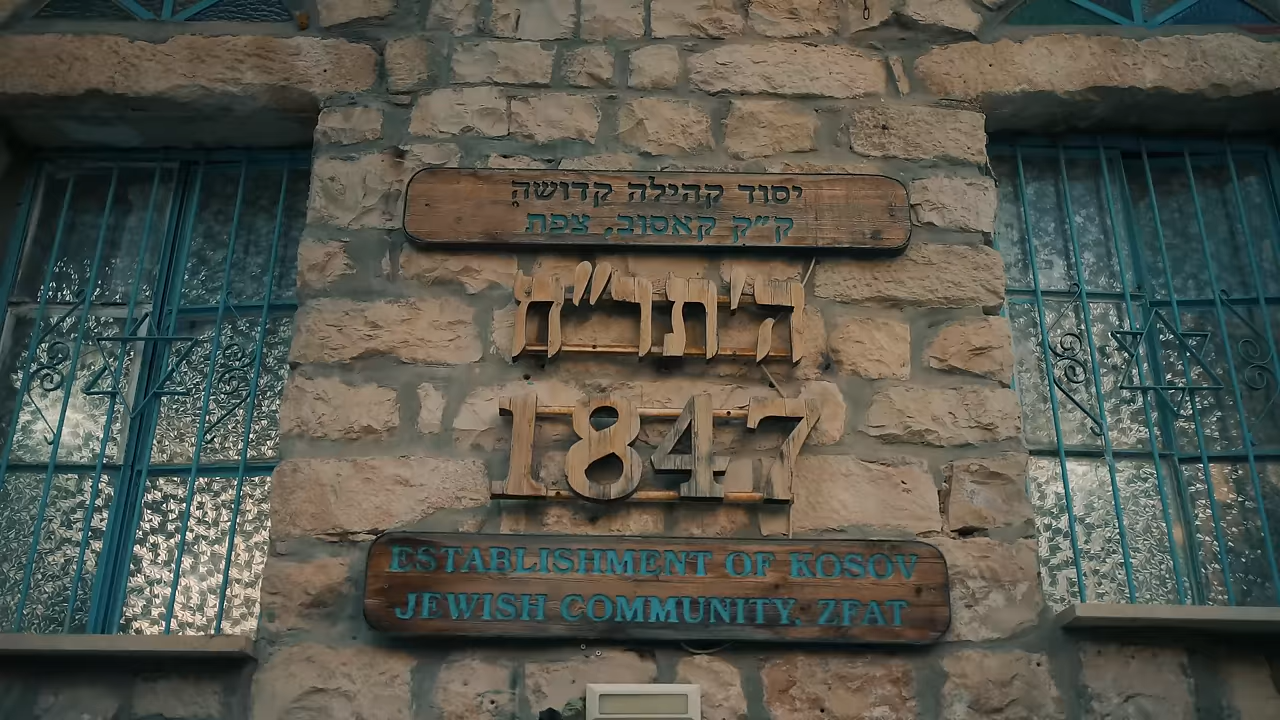 יסוד קהילה קדושה
ק״ק קאסוב, צפת
ה'תר״ח
1847
ESTABLISHMENT OF KOSOV
JEWISH COMMUNITY, ZFAT